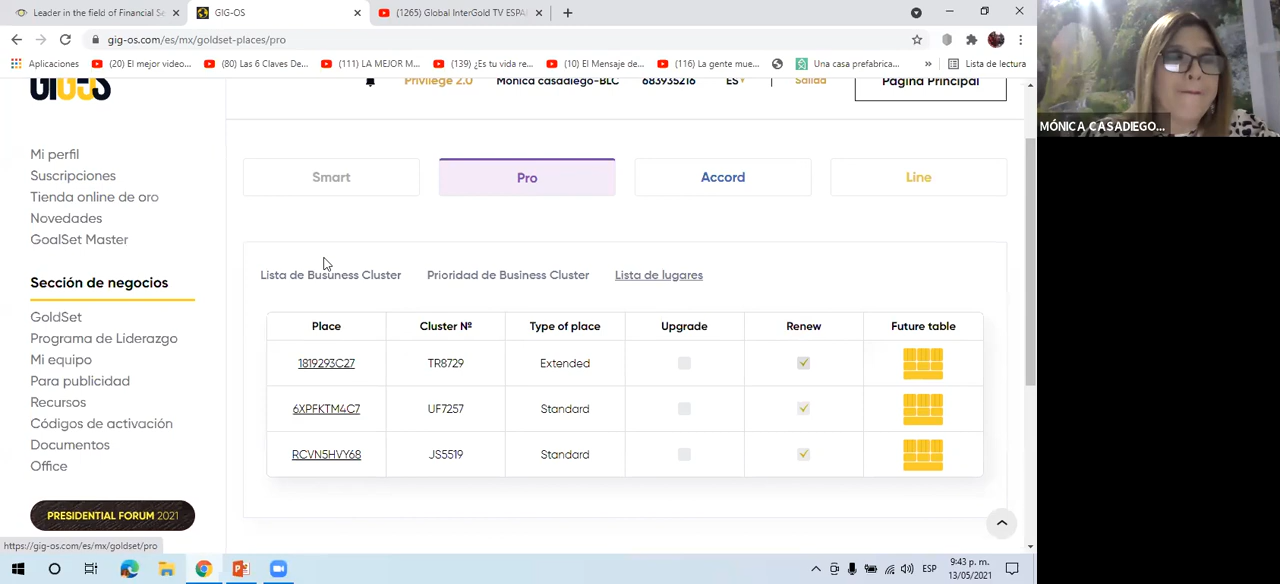 Leader in the field of Financial Se
GIG-OS
(1265) Global InterGold TV ESPA
gig-os.com/es/mx/goldset-places/pro
Aplicaciones
(20) El mejor video...
(80) Las 6 Claves De...
(111) LA MEJOR M...
(139) ¿Es tu vida re...
(10) El Mensaje de...
(116) La gente mue...
Una casa prefabrica...
»
Lista de lectura
GIGOS
Privilege 2.0
Monica casadiego-BLC
683935216
ES
Salida
Página Principal
Mi perfil
Suscripciones
Tienda online de oro
Novedades
GoalSet Master
Sección de negocios
GoldSet
Programa de Liderazgo
Mi equipo
Para publicidad
Recursos
Códigos de activación
Documentos
Office
PRESIDENTIAL FORUM 2021
Smart
Pro
Accord
Line
Lista de Busuness Cluster
Prioridad de Business Cluster
Lista de lugares
Place Cluster Nº Type of place Upgrade Renew Future table
1819293C27 TR8729 Extended
6XPFKTM4C7 UF7257 Standard
RCVN5HVY68 JS5519 Standard
https://gig-os.com/es/mx/goldset/pro
ESP
9:43 p. m.
13/05/2021
MÓNICA CASADIEGO...